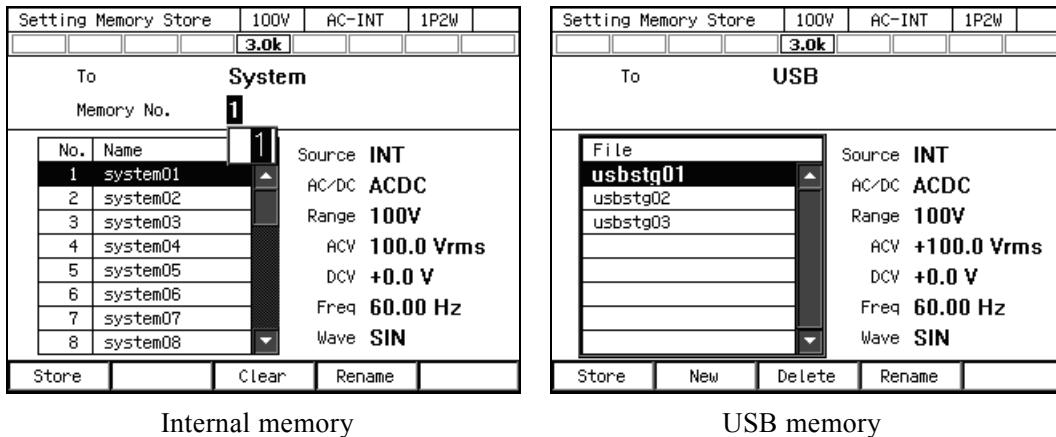 Setting Memory Store 100V AC-INT 1P2W
3.0k
To System
Memory No. 1
1
No. Name
1 system01
2 system02
3 system03
4 system04
5 system05
6 system06
7 system07
8 system08
Source INT
AC/DC ACDC
Range 100V
ACV 100.0 Vrms
DCV +0.0 V
Freq 60.00 Hz
Wave SIN
Store Clear Rename
Internal memory
Setting Memory Store 100V AC-INT 1P2W
3.0k
To USB
File
usbstg01
usbstg02
usbstg03
Source INT
AC/DC ACDC
Range 100V
ACV +100.0 Vrms
DCV +0.0 V
Freq 60.00 Hz
Wave SIN
Store New Delete Rename
USB memory